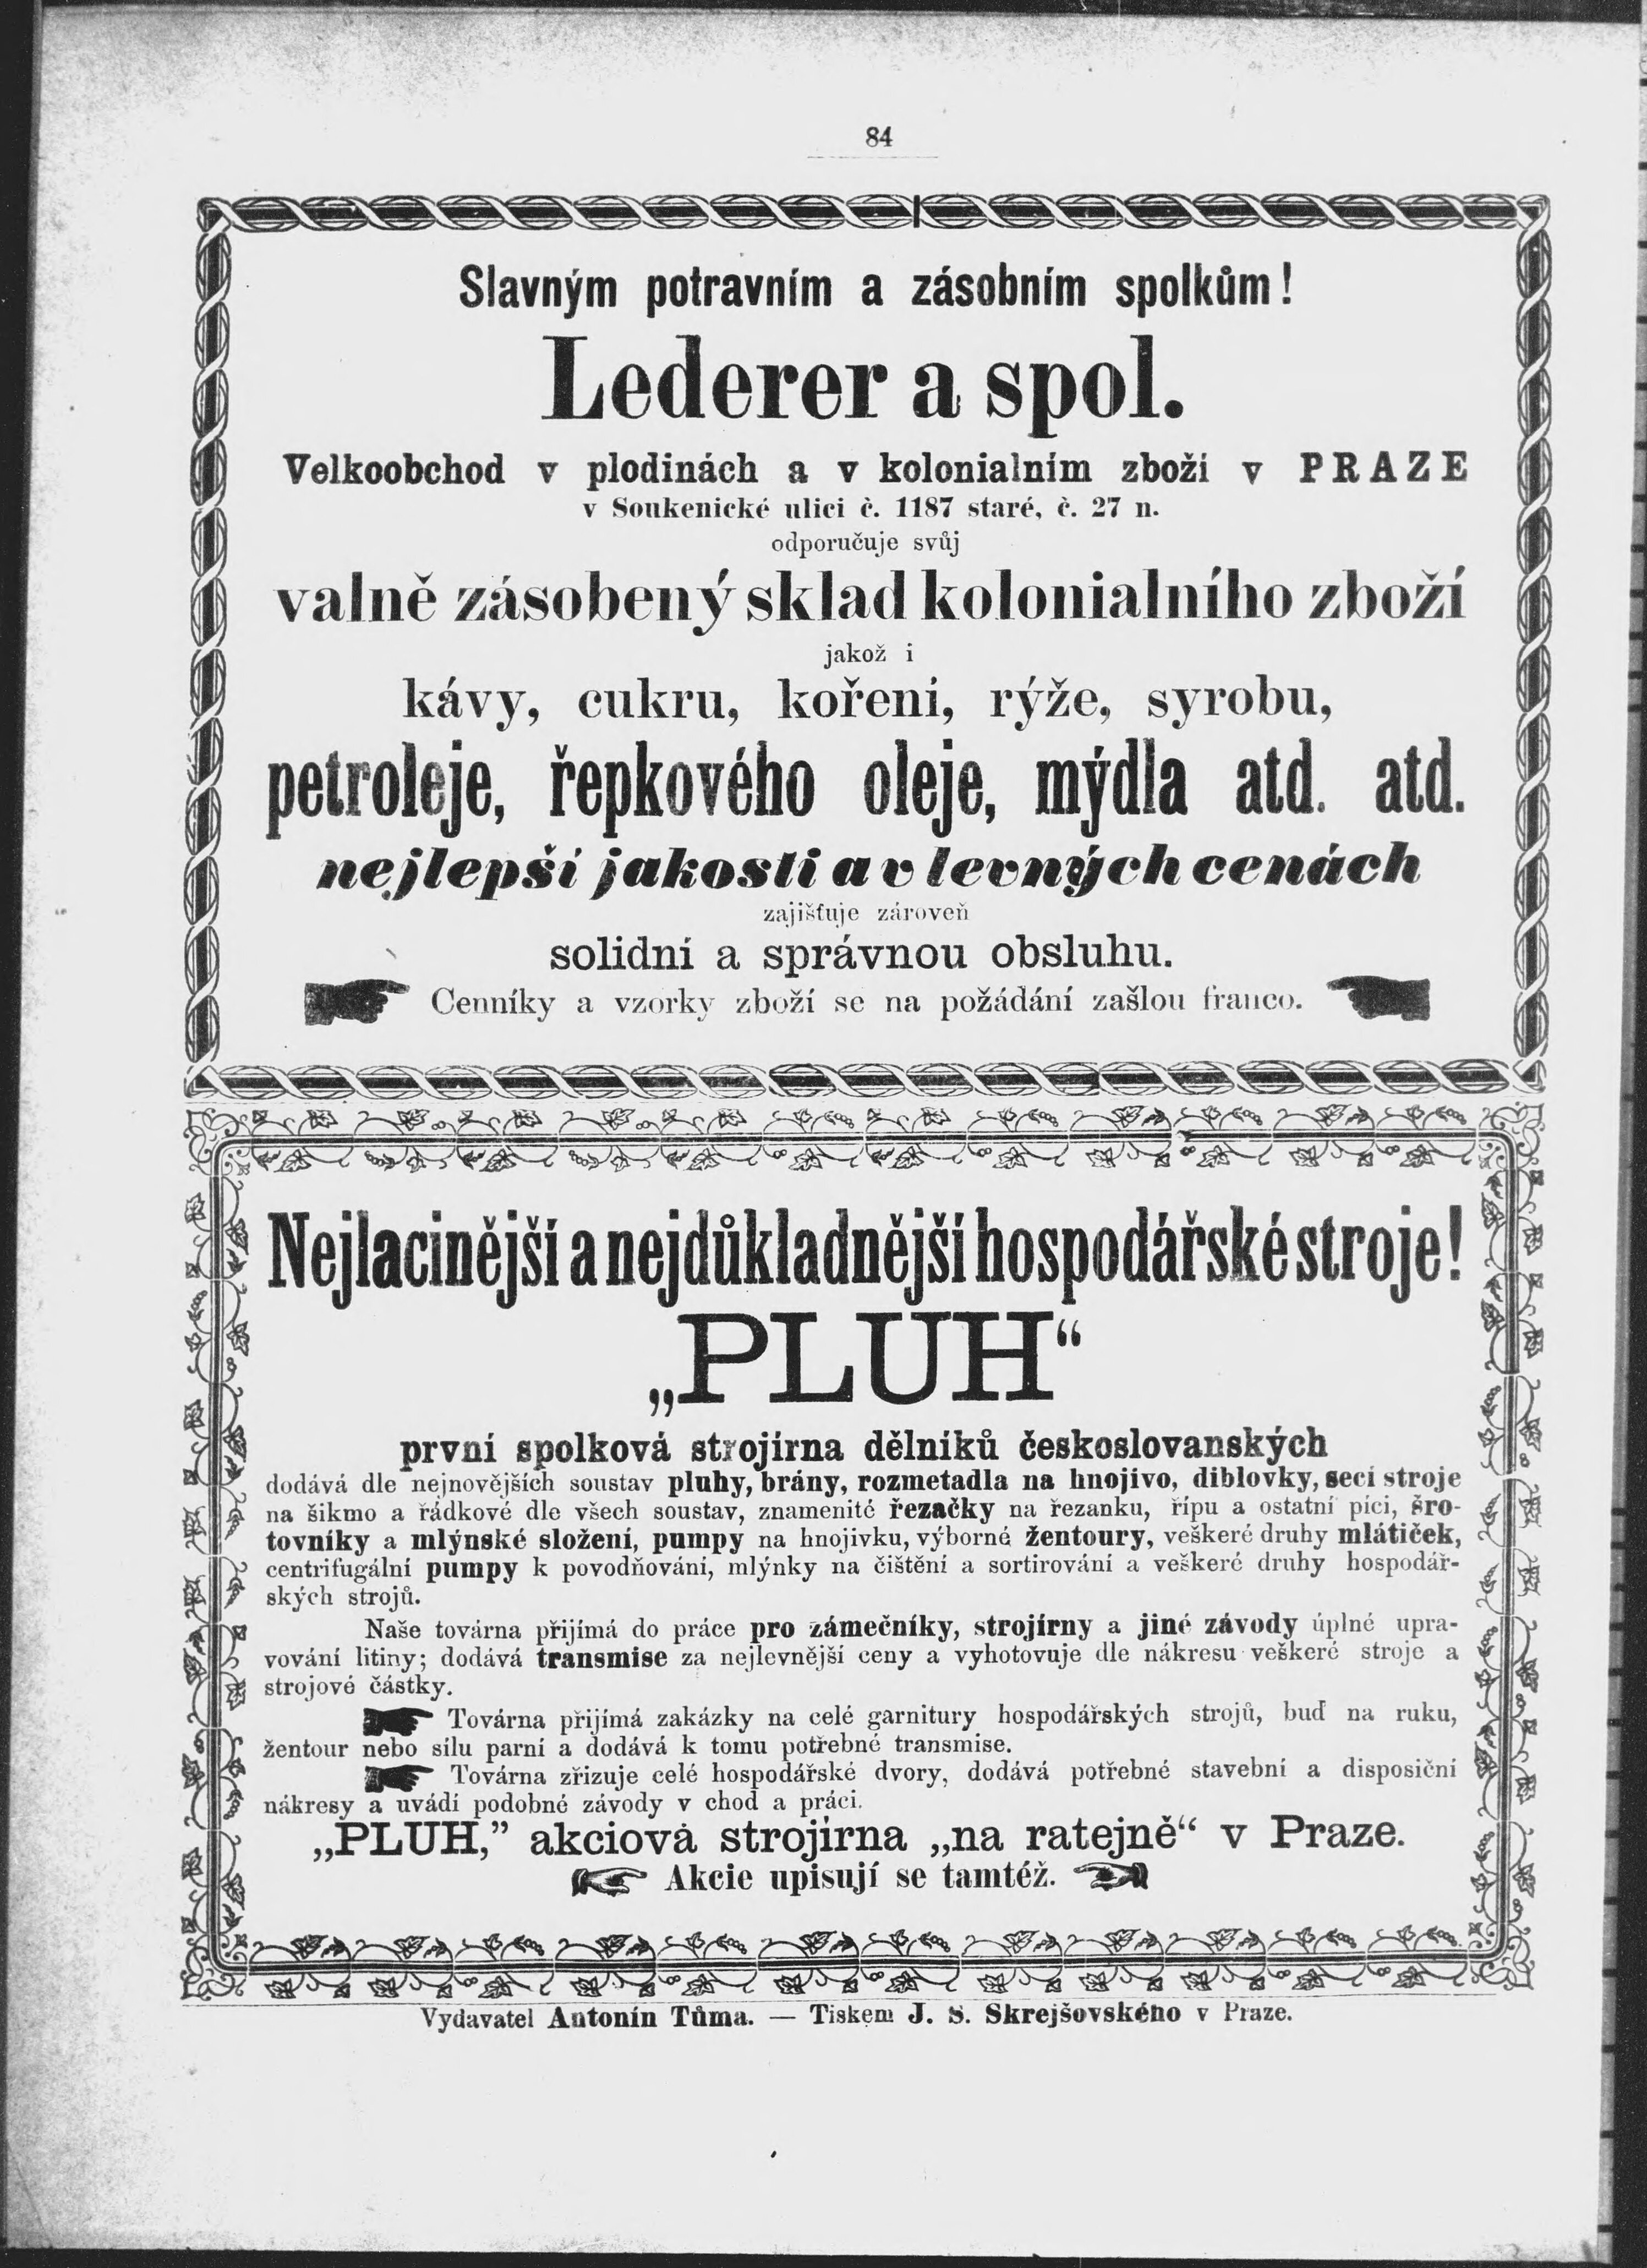 84
Slavným potravním a zásobním spolkům!
Lederer a spol.
Velkoobchod v plodinách a v kolonialním zboží v PRAZE
v Soukenické ulici č. 1187 staré, č. 27 n.
odporučuje svůj
valně zásobený sklad kolonialního zboží
jakož i
kávy, cukru, kořeni, rýže, syrobu,
petroleje, řepkového oleje, mýdla atd. atd.
nejlepší jakosti a v levných cenách
zajišťuje zároveň
solidní a správnou obsluhu.
Cenníky a vzorky zboží se na požádání zašlou franco.
Nejlacinější a nejdůkladnější hospodářské stroje!
„PLUH“
první spolková strojírna dělníků českoslovanských
dodává dle nejnovějších soustav pluhy, brány, rozmetadla na hnojivo, diblovky, secí stroje
na šikmo a řádkové dle všech soustav, znamenité řezačky na řezanku, řípu a ostatní píci, šro-
tovníky a mlýnské složení, pumpy na hnojivku, výborné žentoury, veškeré druhy mlátiček,
centrifugální pumpy k povodňování, mlýnky na čištění a sortirování a veškeré druhy hospodář-
ských strojů.
Naše továrna přijímá do práce pro zámečníky, strojírny a jiné závody úplné upra-
vování litiny; dodává transmise za nejlevnější ceny a vyhotovuje dle nákresu veškeré stroje a
strojové částky.
Továrna přijímá zakázky na celé garnitury hospodářských strojů, buď na ruku,
žentour nebo sílu parní a dodává k tomu potřebné transmise.
Továrna zřizuje celé hospodářské dvory, dodává potřebné stavební a disposiční
nákresy a uvádí podobné závody v chod a práci.
„PLUH,” akciová strojírna „na ratejně“ v Praze.
Akcie upisují se tamtéž.
Vydavatel Antonín Tůma. — Tiskem J. S. Skrejšovského v Praze.